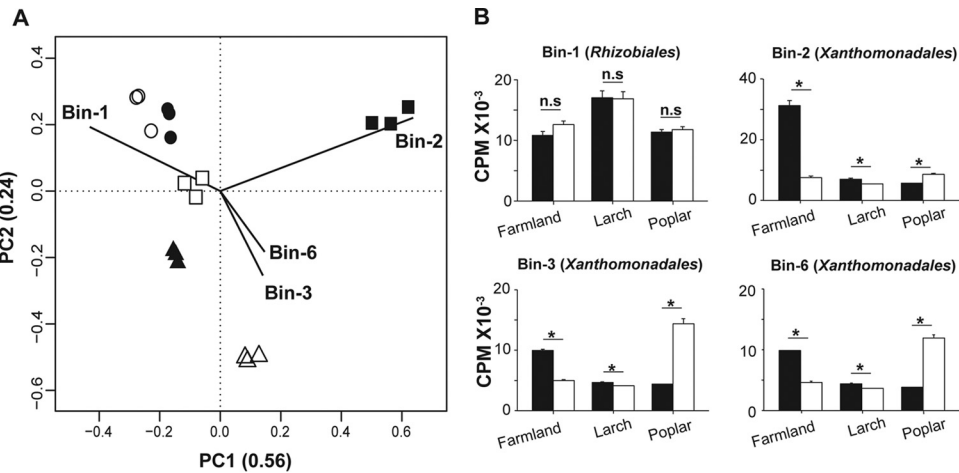 A
0.4
0.2
0.0
−0.2
−0.4
−0.6
PC2 (0.24)
Bin-1
Bin-2
Bin-6
Bin-3
−0.4
−0.2
0.0
0.2
0.4
0.6
PC1 (0.56)
B
Bin-1 (Rhizobiales)
CPM X10-3
20
10
0
n.s
n.s
n.s
Farmland
Larch
Poplar
Bin-2 (Xanthomonadales)
40
20
0
*
*
*
Farmland
Larch
Poplar
Bin-3 (Xanthomonadales)
CPM X10-3
20
10
5
0
*
*
*
Farmland
Larch
Poplar
Bin-6 (Xanthomonadales)
20
10
0
*
*
*
Farmland
Larch
Poplar